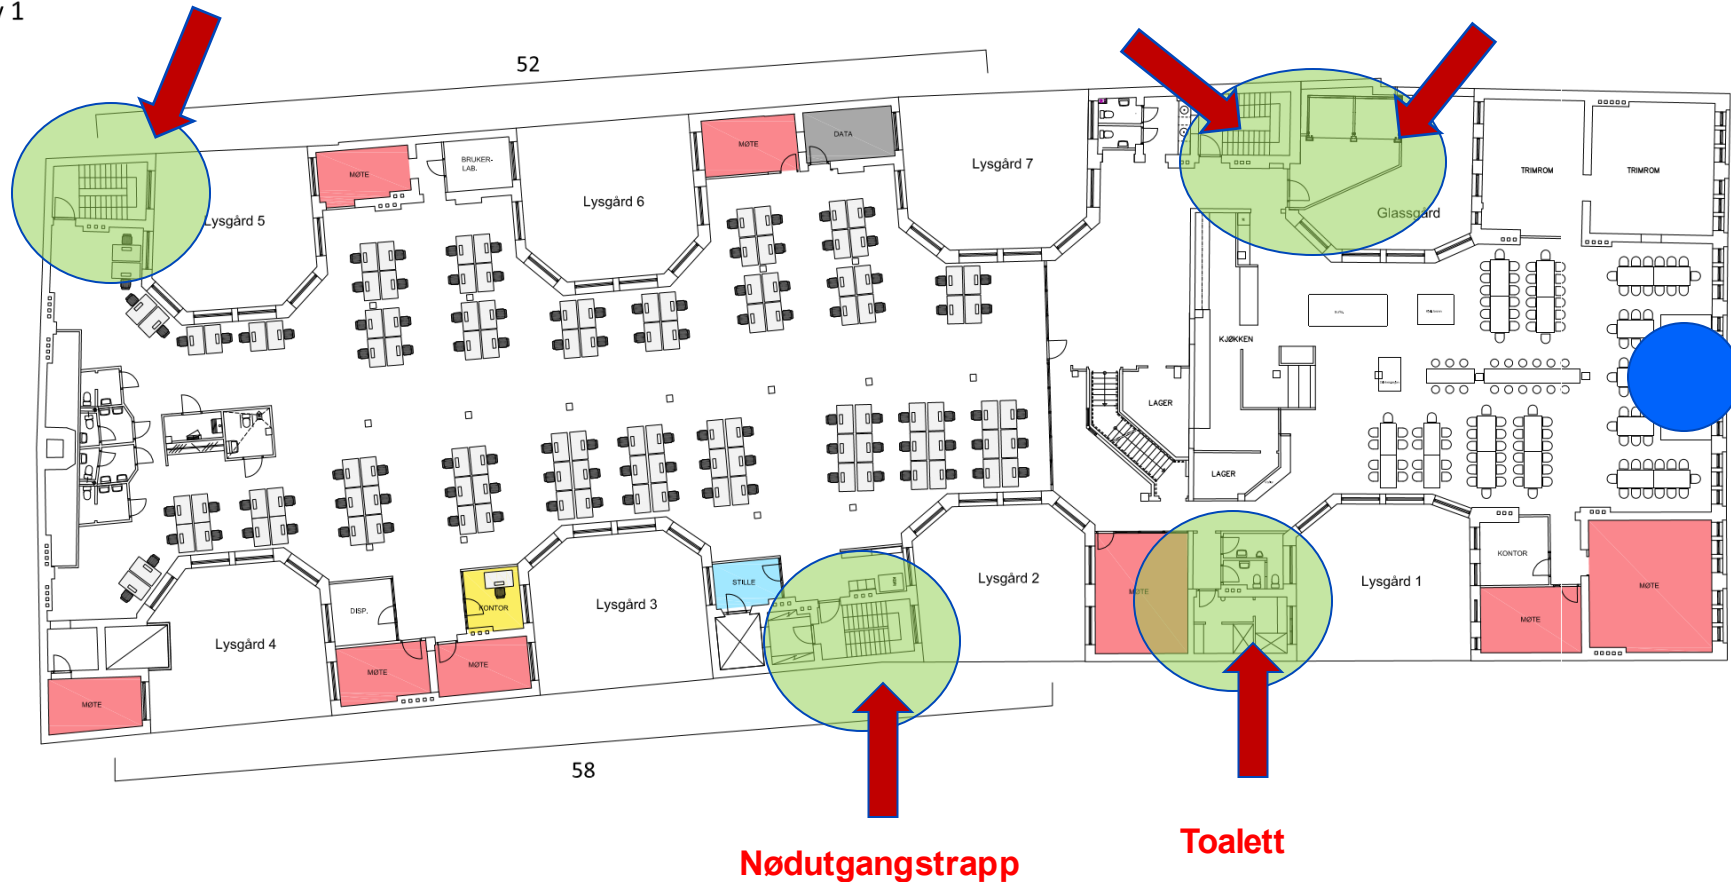 52
MØTE
DATA
BRUKER-
LAB.
MØTE
Lysgård 7
Lysgård 6
Lysgård 5
Glassgård
TRIMROM
TRIMROM
KJØKKEN
LAGER
LAGER
STILLE
KONTOR
DISP.
KONTOR
Lysgård 4
Lysgård 3
Lysgård 2
Lysgård 1
MØTE
MØTE
MØTE
MØTE
MØTE
MØTE
58
Toalett
Nødutgangstrapp